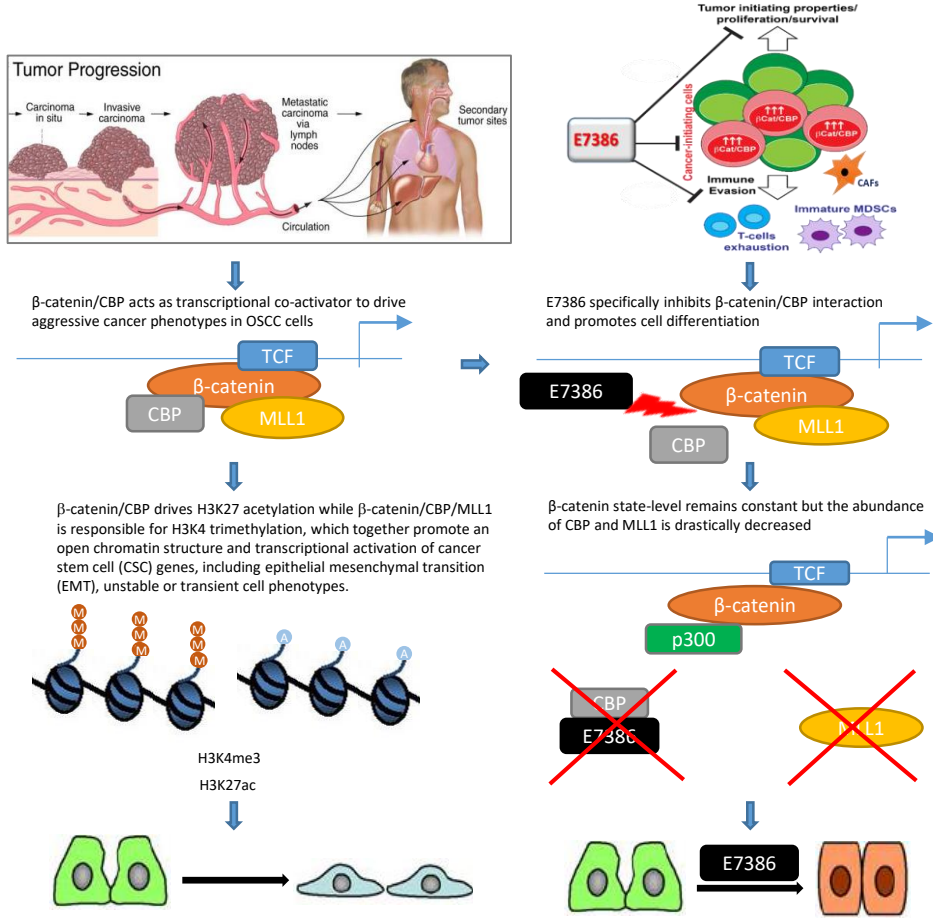 Tumor Progression
Carcinoma
in situ
Invasive
carcinoma
Metastatic
carcinoma
via
lymph
nodes
Secondary
tumor sites
Circulation
Tumor initiating properties/
proliferation/survival
E7386
Cancer-initiating cells
↑↑↑
βCat/CBP
↑↑↑
βCat/CBP
↑↑↑
βCat/CBP
Immune
Evasion
CAFs
T-cells
exhaustion
Immature MDSCs
β-catenin/CBP acts as transcriptional co-activator to drive
aggressive cancer phenotypes in OSCC cells
TCF
β-catenin
CBP
MLL1
E7386 specifically inhibits β-catenin/CBP interaction
and promotes cell differentiation
TCF
E7386
β-catenin
MLL1
CBP
β-catenin/CBP drives H3K27 acetylation while β-catenin/CBP/MLL1
is responsible for H3K4 trimethylation, which together promote an
open chromatin structure and transcriptional activation of cancer
stem cell (CSC) genes, including epithelial mesenchymal transition
(EMT), unstable or transient cell phenotypes.
M
M
M
M
M
M
M
M
M
A
A
A
H3K4me3
H3K27ac
β-catenin state-level remains constant but the abundance
of CBP and MLL1 is drastically decreased
TCF
β-catenin
p300
CBP
E7386
MLL1
E7386